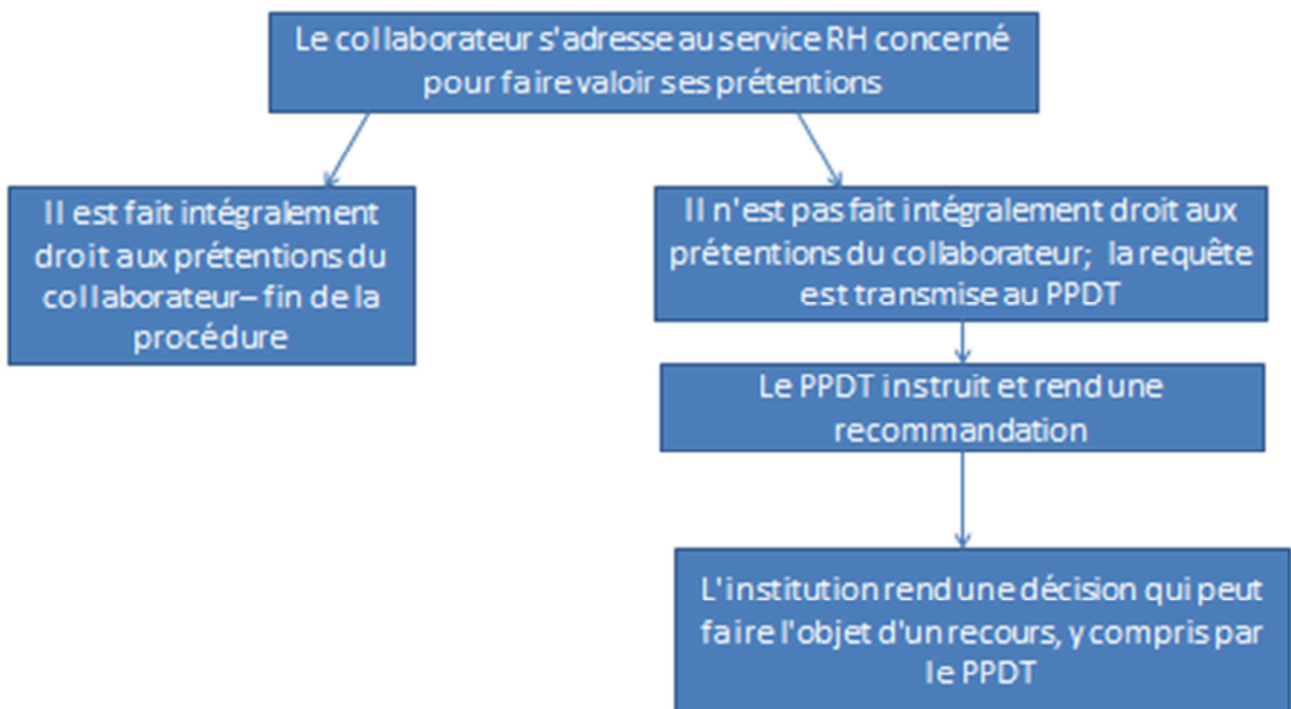 Le collaborateur s'adresse au service RH concerné
pour faire valoir ses prétentions
Il est fait intégralement
droit aux prétentions du
collaborateur– fin de la
procédure
Il n'est pas fait intégralement droit aux
prétentions du collaborateur; la requête
est transmise au PPDT
Le PPDT instruit et rend une
recommandation
L'institution rend une décision qui peut
faire l'objet d'un recours, y compris par
le PPDT